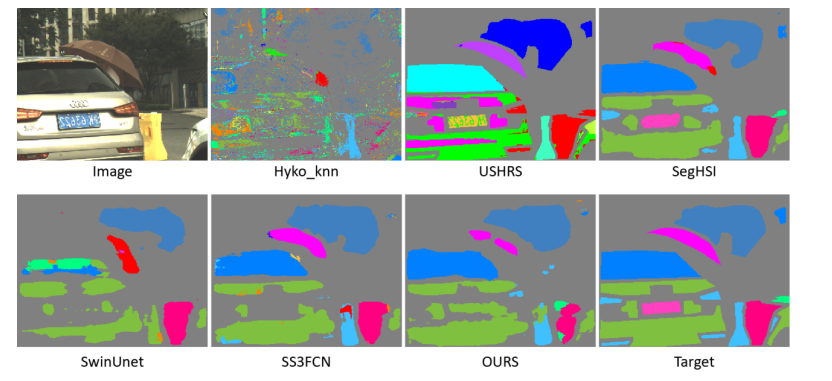 Image
Hyko_knn
USHRS
SegHSI
SwinUnet
SS3FCN
OURS
Target